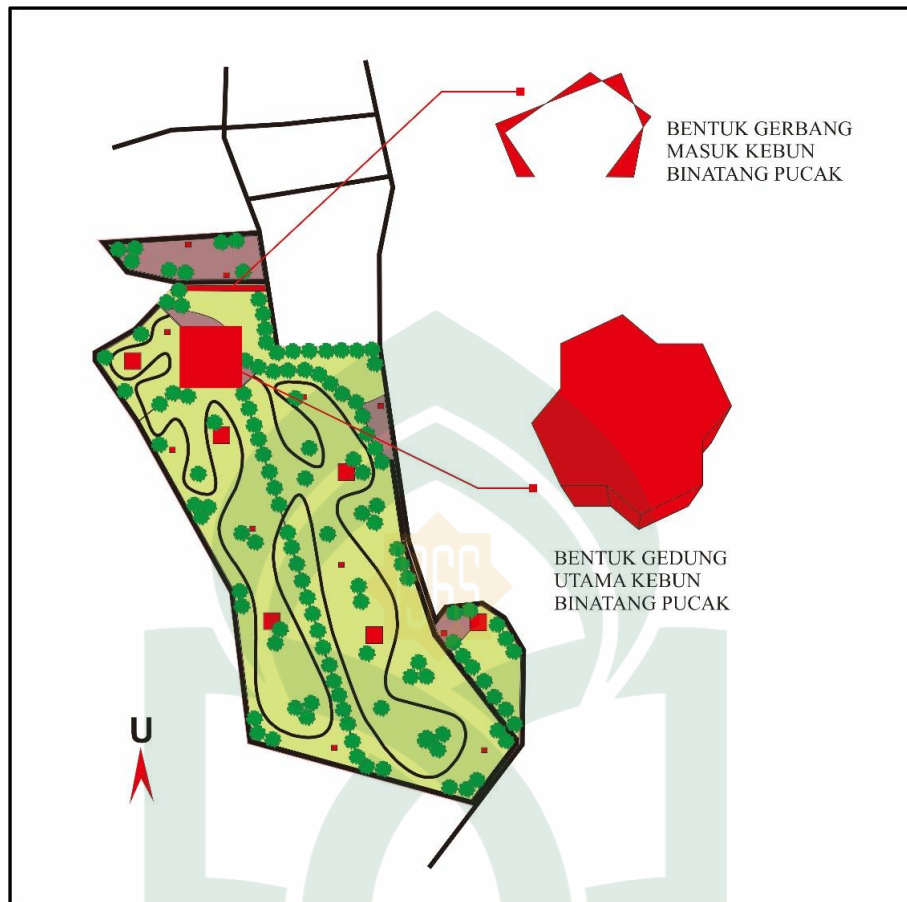 BENTUK GERBANG
MASUK KEBUN
BINATANG PUCAK
BENTUK GEDUNG
UTAMA KEBUN
BINATANG PUCAK
U